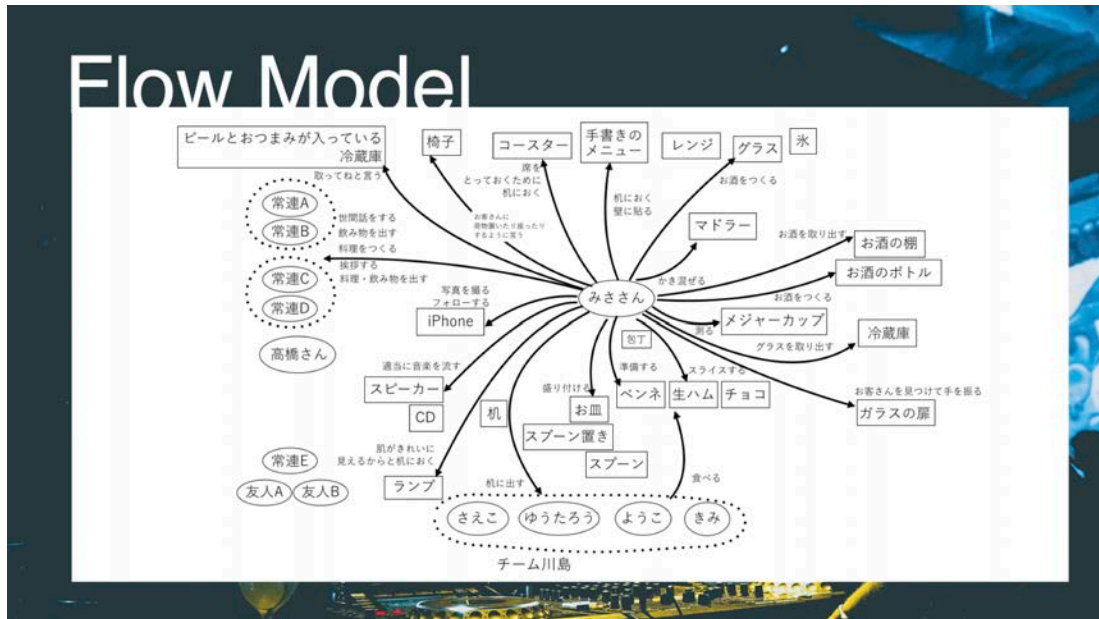 Flow Model
ビールとおつまみが入っている
冷蔵庫
椅子
コースター
手書きの
メニュー
レンジ
グラス
氷
取ってねと言う
席を
とっておくために
机におく
机におく
壁に貼る
お酒をつくる
常連A
常連B
世間話をする
飲み物を出す
料理をつくる
お客さんに
荷物置いたり座ったり
するように言う
マドラー
お酒を取り出す
お酒の棚
挨拶する
料理・飲み物を出す
常連C
常連D
かき混ぜる
お酒のボトル
お酒をつくる
写真を撮る
フォローする
iPhone
みささん
メジャーカップ
測る
冷蔵庫
グラスを取り出す
高橋さん
包丁
適当に音楽を流す
スピーカー
CD
机
準備する
スライスする
盛り付ける
お皿
ペンネ
生ハム
チョコ
お客さんを見つけて手を振る
ガラスの扉
スプーン置き
スプーン
肌がきれいに
見えるからと机におく
ランプ
常連E
友人A
友人B
机に出す
食べる
さえこ
ゆうたろう
ようこ
きみ
チーム川島